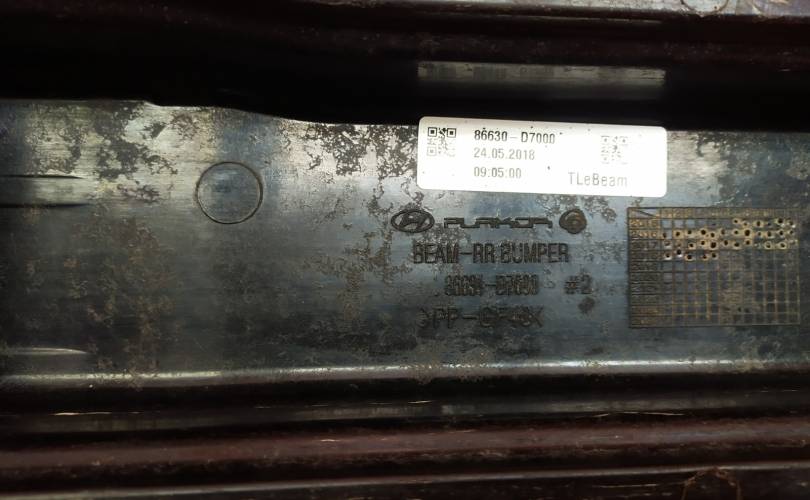 86630-D7000
24.05.2018
09:05:00 TLeBeam
PLAKOR
BEAM-RR BUMPER
#2